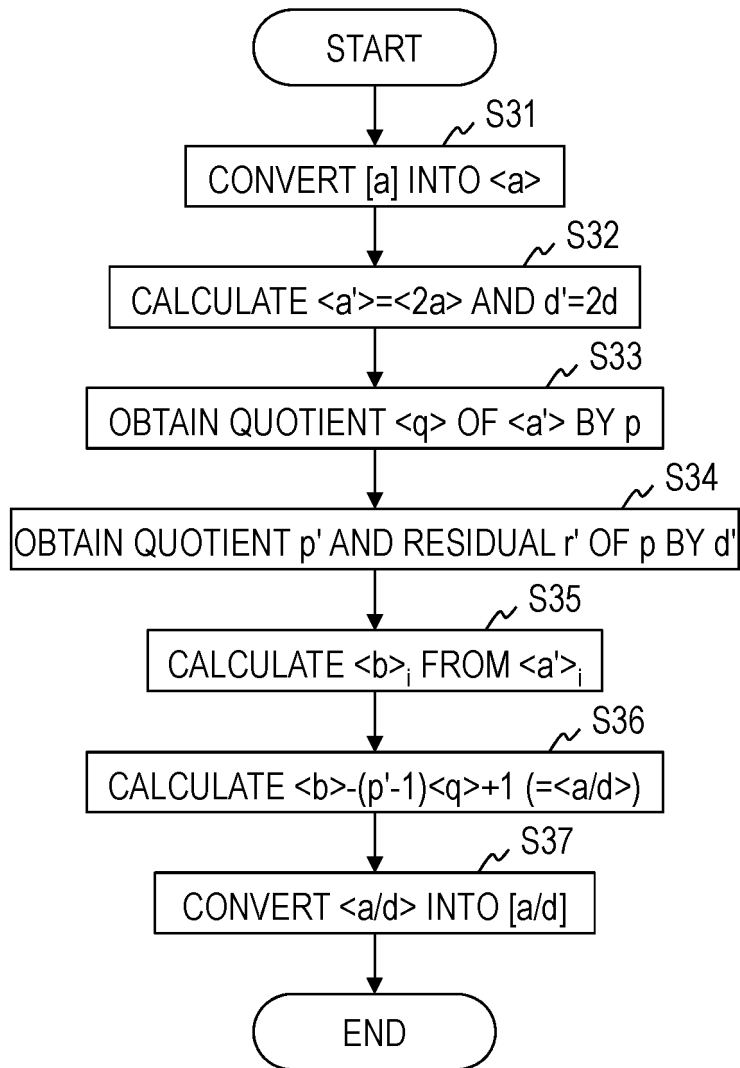 START
S31
CONVERT [a] INTO <a>
S32
CALCULATE <a'>=<2a> AND d'=2d
S33
OBTAIN QUOTIENT <q> OF <a'> BY p
S34
OBTAIN QUOTIENT p' AND RESIDUAL r' OF p BY d'
S35
CALCULATE <b>i FROM <a'>i
S36
CALCULATE <b>-(p'-1)<q>+1 (=<a/d>)
S37
CONVERT <a/d> INTO [a/d]
END